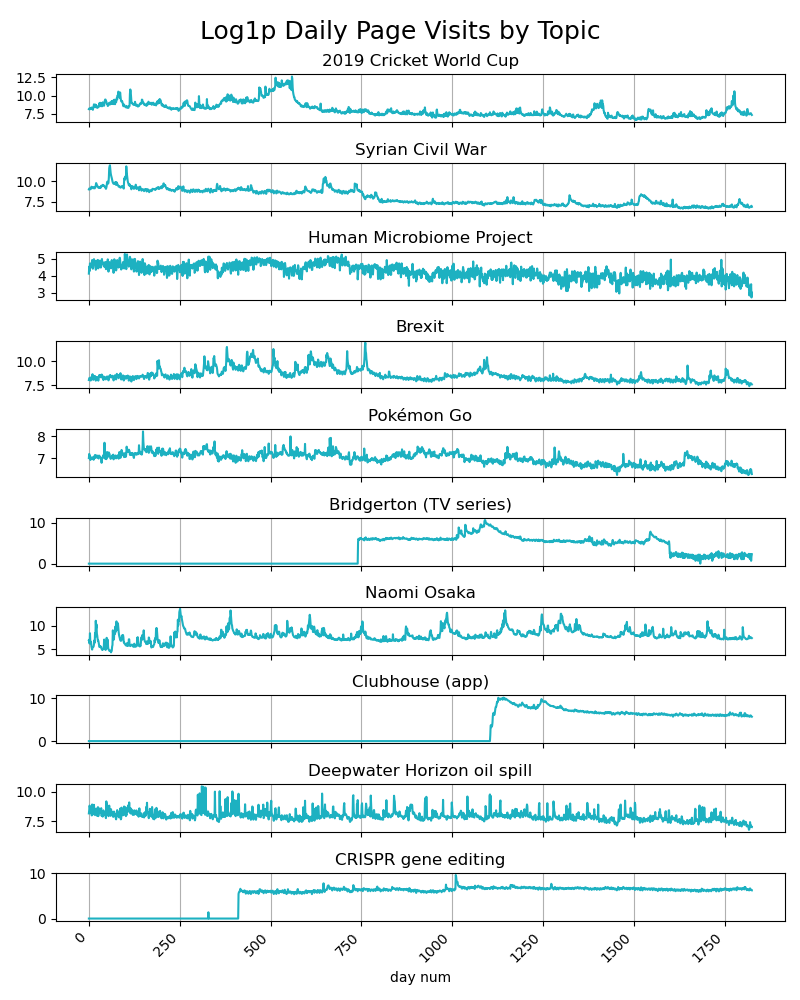 Log1p Daily Page Visits by Topic
2019 Cricket World Cup
12.5
10.0
7.5
Syrian Civil War
10.0
7.5
Human Microbiome Project
5
4
3
Brexit
10.0
7.5
Pokémon Go
8
7
Bridgerton (TV series)
10
0
Naomi Osaka
10
5
Clubhouse (app)
10
0
Deepwater Horizon oil spill
10.0
7.5
CRISPR gene editing
10
0
0 250 500 750 1000 1250 1500 1750
day num